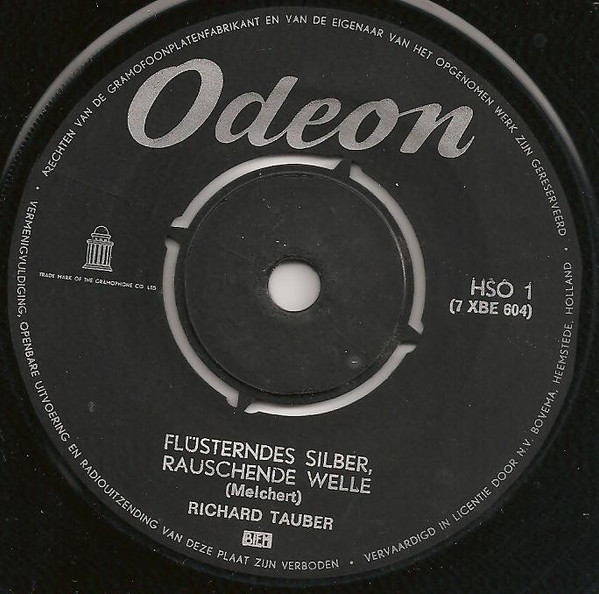 RECHTEN VAN DE GRAMOFOONPLATENFABRIKANT EN VAN DE EIGENAAR VAN HET OPGENOMEN WERK ZIJN GERESERVEERD •
Odeon
TRADE MARK OF THE GRAMOPHONE CO LTD
HSO 1
(7 XBE 604)
FLÜSTERNDES SILBER,
RAUSCHENDE WELLE
(Melchert)
RICHARD TAUBER
BIEM
• VERMENIGVULDIGING, OPENBARE UITVOERING EN RADIOUITZENDING VAN DEZE PLAAT ZIJN VERBODEN •
VERVAARDIGD IN LICENTIE DOOR N.V. BOVEMA, HEEMSTEDE, HOLLAND •